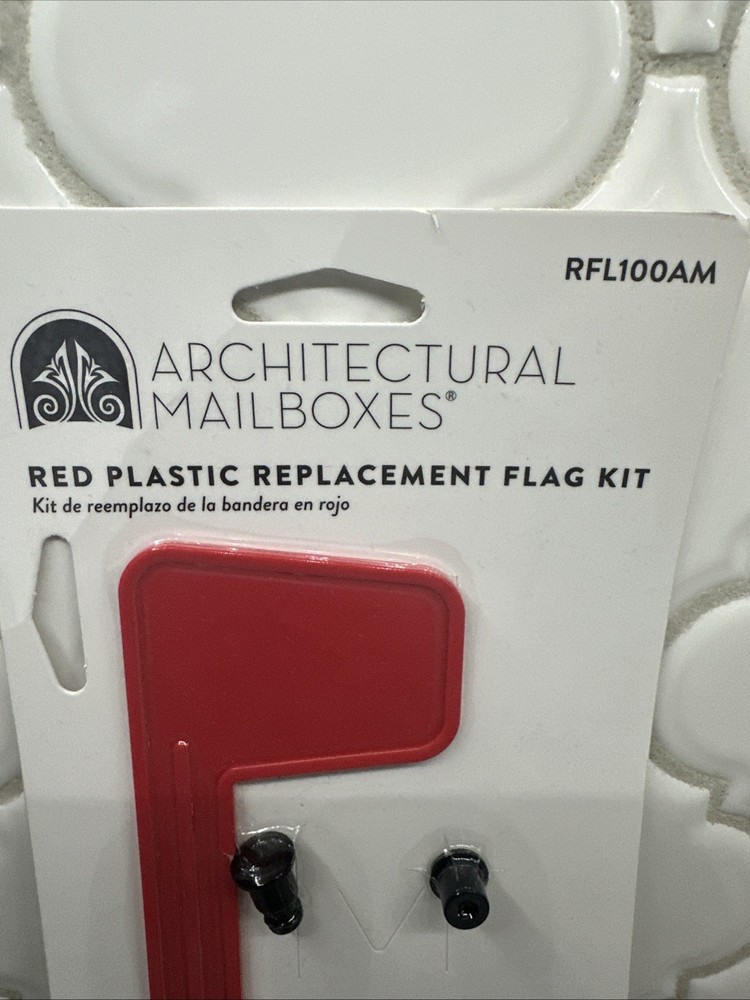 RFL100AM
ARCHITECTURAL
MAILBOXES®
RED PLASTIC REPLACEMENT FLAG KIT
Kit de reemplazo de la bandera en rojo